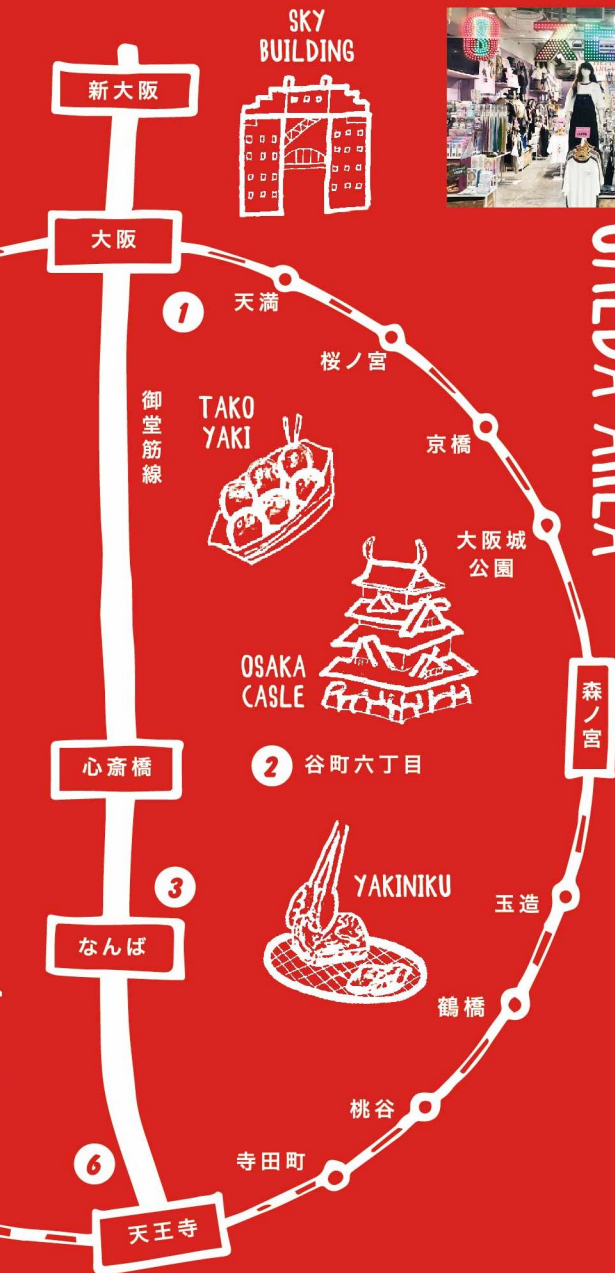 SKY
BUILDING
新大阪
大阪
1
天満
桜ノ宮
御堂筋線
TAKO
YAKI
京橋
大阪城
公園
OSAKA
CASLE
森ノ宮
心斎橋
2 谷町六丁目
3
YAKINIKU
玉造
なんば
鶴橋
桃谷
6
寺田町
天王寺